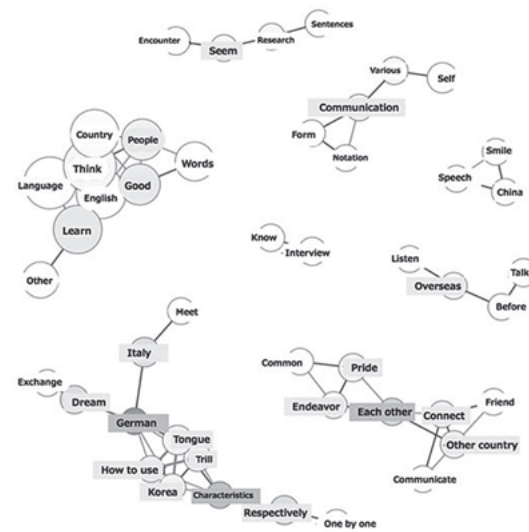 Sentences
Encounter
Research
Seem
Various
Self
Communication
Form
Notation
Country
People
Think
Words
Language
Good
English
Learn
Other
Smile
Speech
China
Know
Interview
Listen
Talk
Overseas
Before
Meet
Italy
Exchange
Dream
German
Tongue
How to use
Trill
Korea
Characteristics
Respectively
One by one
Common
Pride
Endeavor
Each other
Connect
Friend
Other country
Communicate